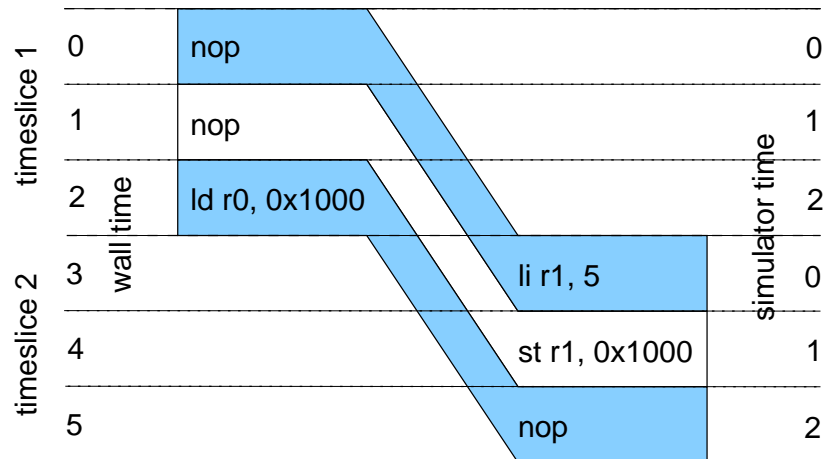 timeslice 1
timeslice 2
wall time
simulator time
0 nop 0
1 nop 1
2 ld r0, 0x1000 2
3 li r1, 5 0
4 st r1, 0x1000 1
5 nop 2